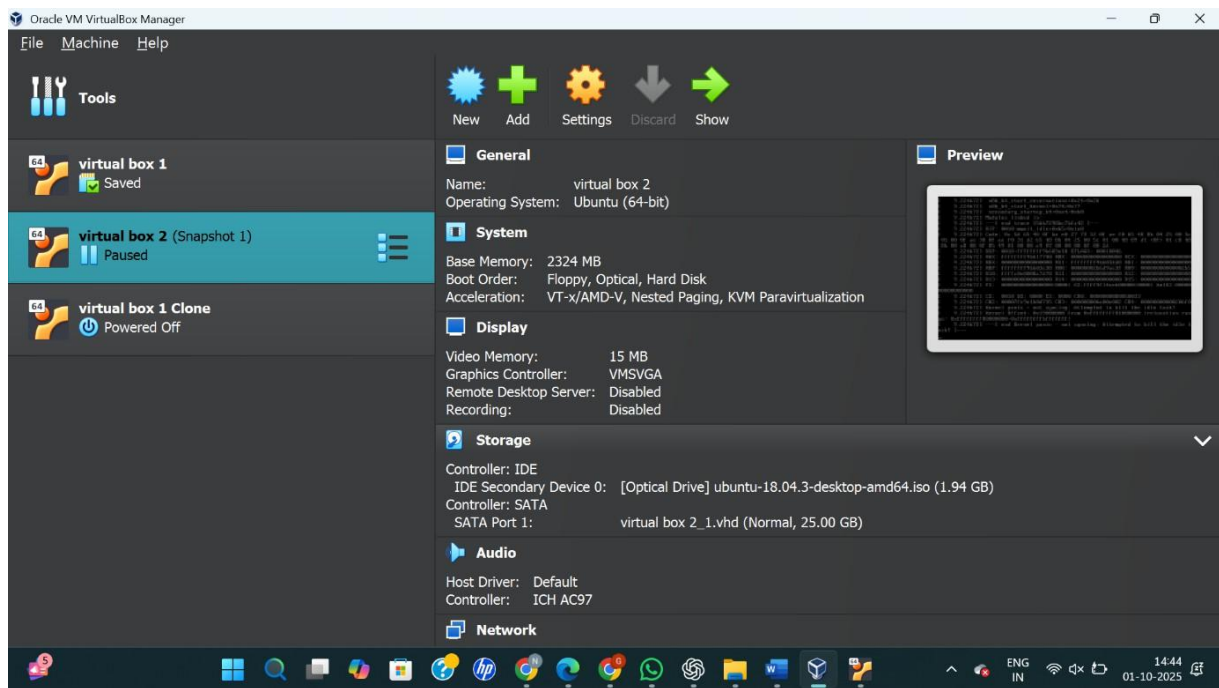 Oracle VM VirtualBox Manager
File Machine Help
Tools
New Add Settings Discard Show
64
virtual box 1
Saved
64
virtual box 2 (Snapshot 1)
Paused
64
virtual box 1 Clone
Powered Off
General
Name: virtual box 2
Operating System: Ubuntu (64-bit)
System
Base Memory: 2324 MB
Boot Order: Floppy, Optical, Hard Disk
Acceleration: VT-x/AMD-V, Nested Paging, KVM Paravirtualization
Display
Video Memory: 15 MB
Graphics Controller: VMSVGA
Remote Desktop Server: Disabled
Recording: Disabled
Preview
Storage
Controller: IDE
IDE Secondary Device 0: [Optical Drive] ubuntu-18.04.3-desktop-amd64.iso (1.94 GB)
Controller: SATA
SATA Port 1: virtual box 2_1.vhd (Normal, 25.00 GB)
Audio
Host Driver: Default
Controller: ICH AC97
Network
5
hp
N
G
W
ENG
IN
14:44
01-10-2025